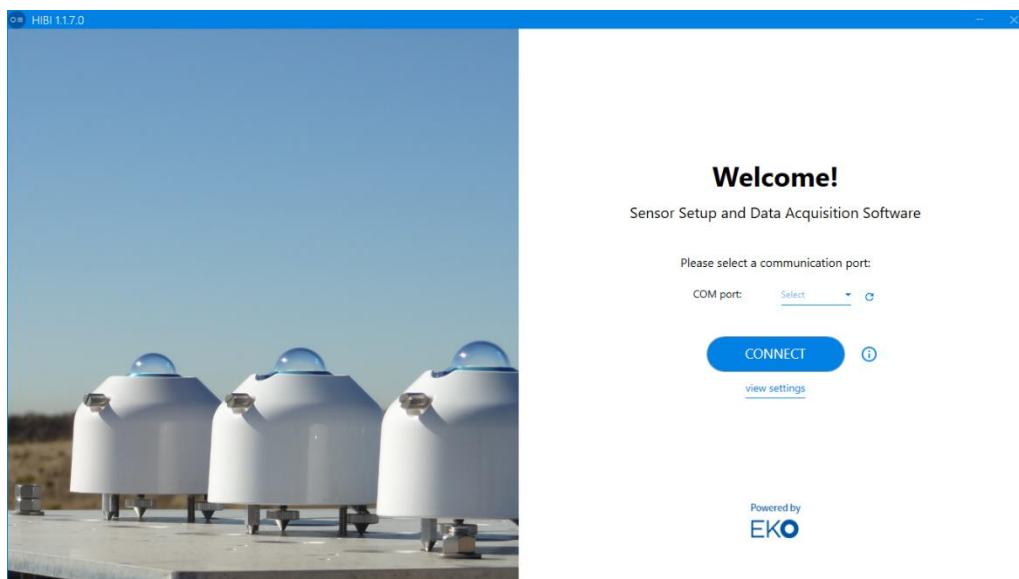 HIBI 1.1.7.0
Welcome!
Sensor Setup and Data Acquisition Software
Please select a communication port:
COM port: Select
CONNECT
view settings
Powered by
EKO